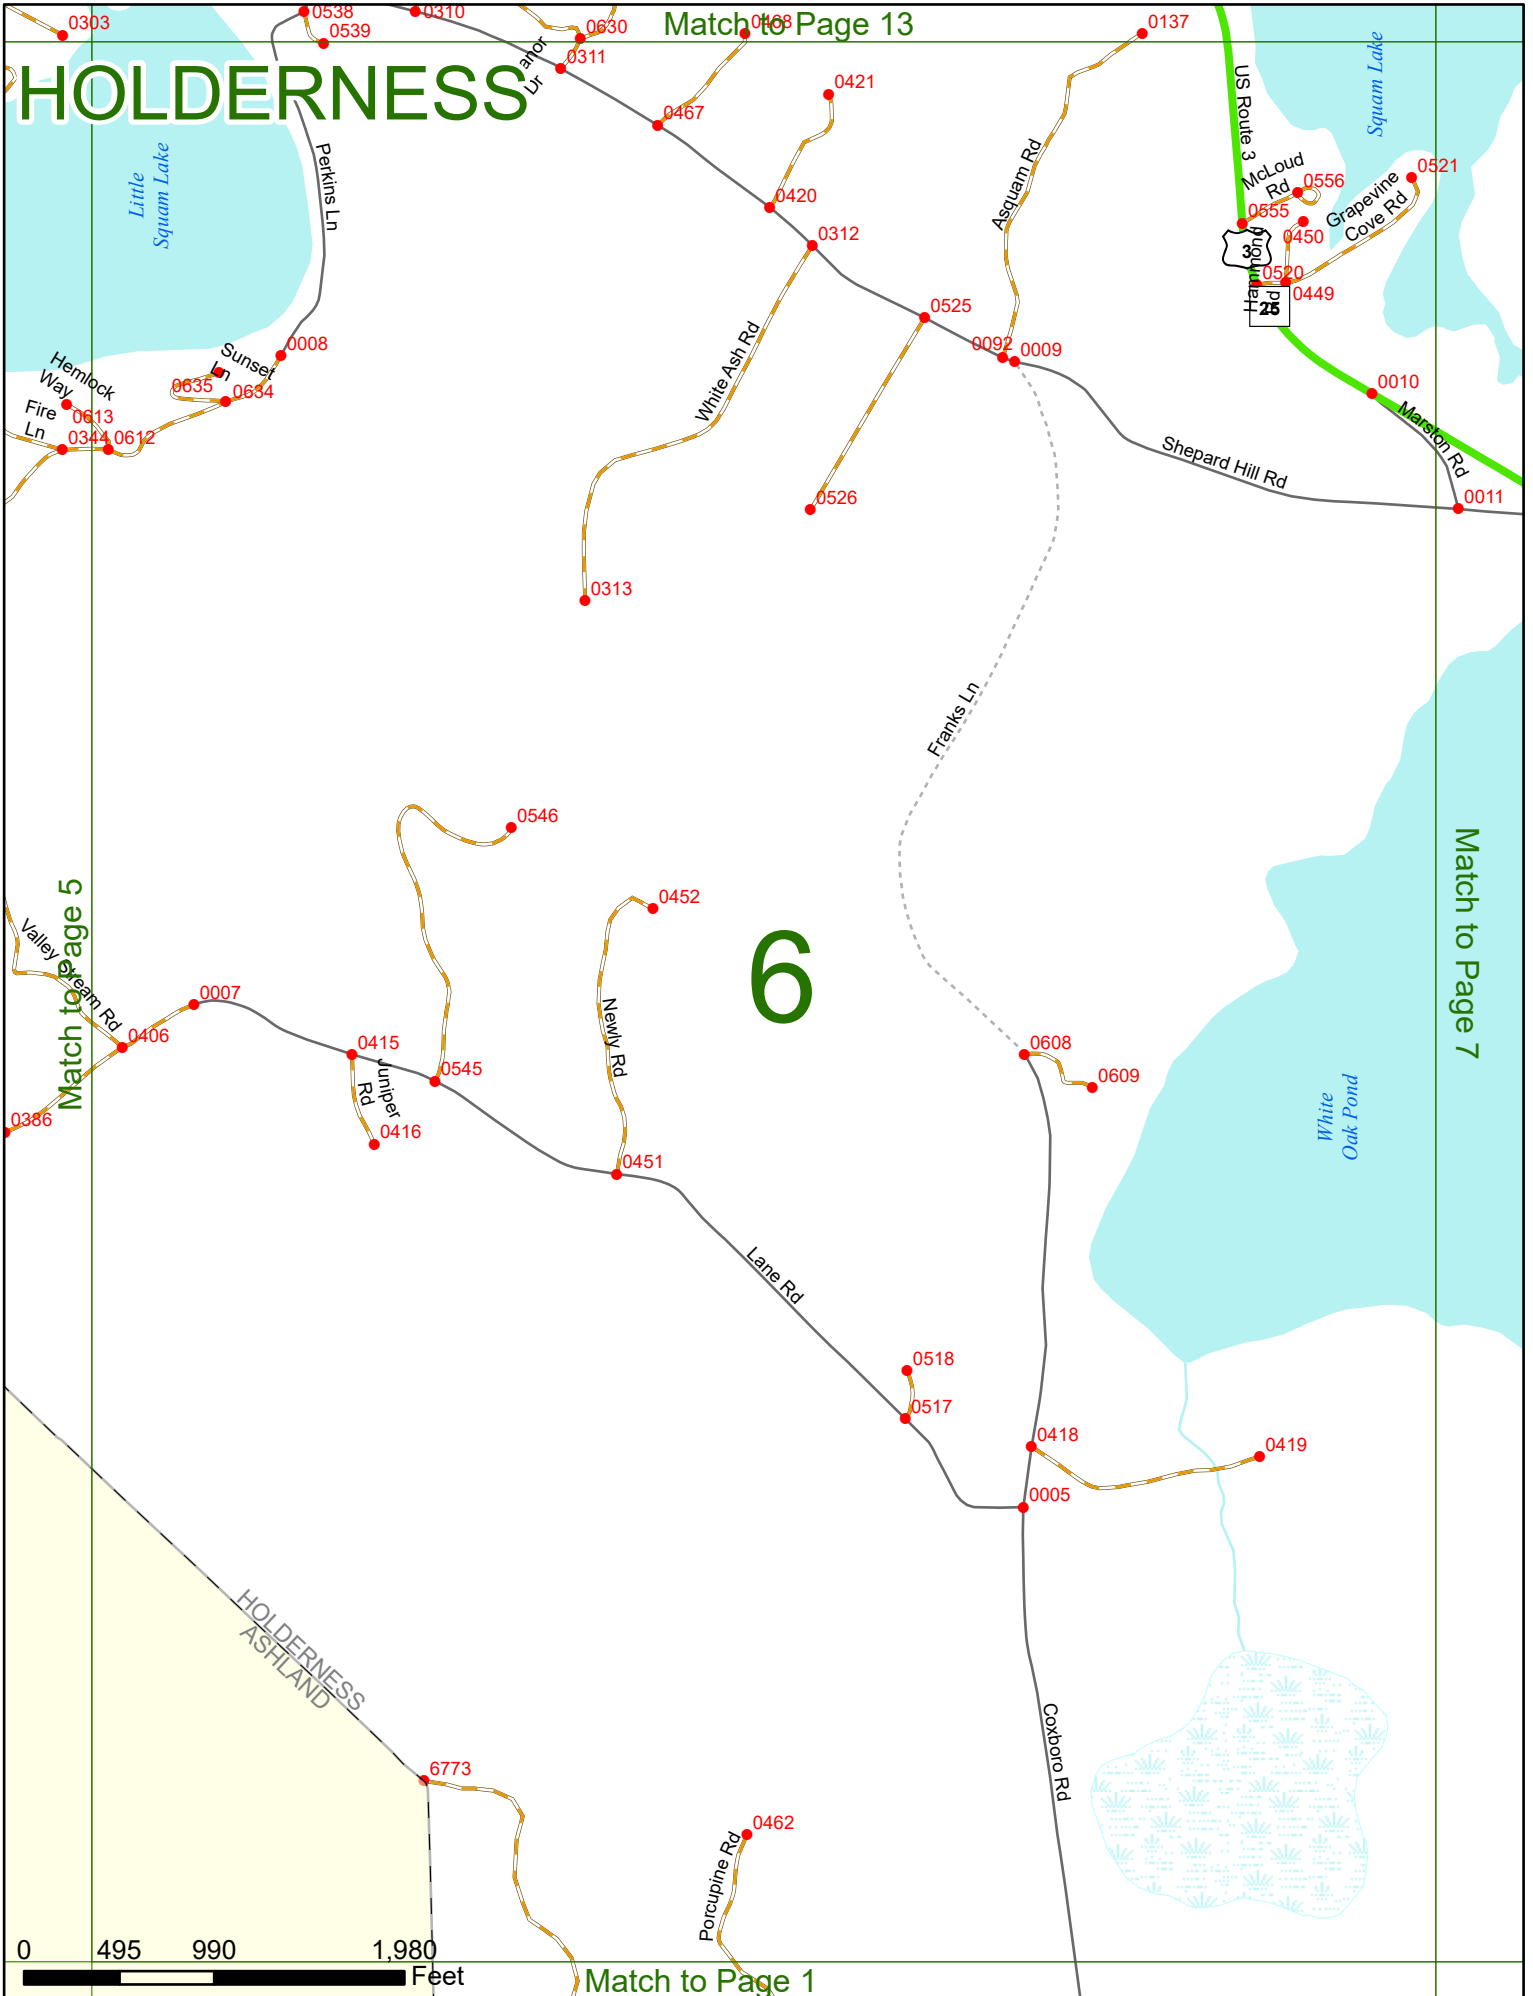 0303
0538
0310
0630
Match to Page 13
0468
0137
0539
0311
anor
Dr
HOLDERNESS
0421
0467
US Route 3
Squam Lake
Little
Squam Lake
Perkins Ln
Asquam Rd
McLoud
Rd
0556
0521
Grapevine
Cove Rd
0420
0555
0450
0312
3
Hammond
Rd
0520
0449
25
0525
0092
0009
0008
Sunset
Ln
Hemlock
Way
0635
0634
White Ash Rd
0010
Marston Rd
Fire
Ln
0613
0344
0612
Shepard Hill Rd
0526
0011
0313
Franks Ln
0546
Match to Page 5
Match to Page 7
0452
6
Valley Stream Rd
0007
0406
Newly Rd
0415
0545
Juniper
Rd
0608
0609
0386
0416
White
Oak Pond
0451
Lane Rd
0518
0517
0418
0419
0005
HOLDERNESS
ASHLAND
Coxboro Rd
6773
0462
Porcupine Rd
0 495 990 1,980
Feet
Match to Page 1